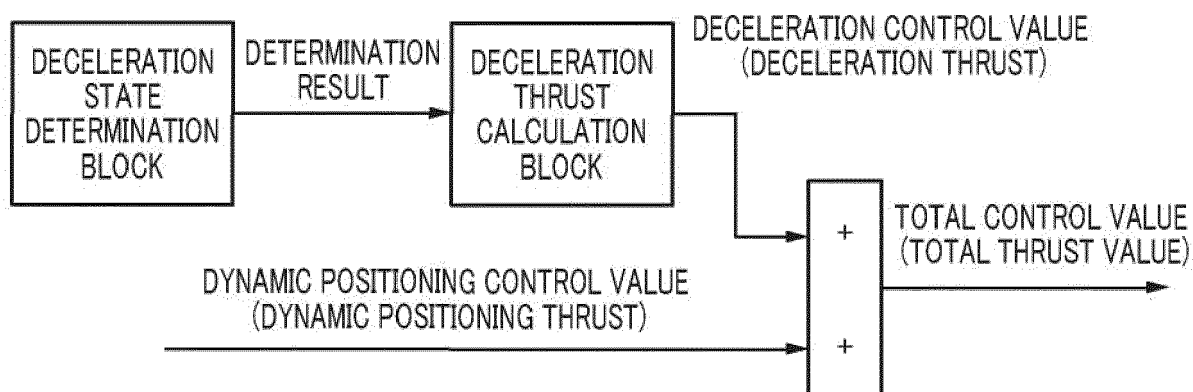 DECELERATION
STATE
DETERMINATION
BLOCK
DETERMINATION
RESULT
DECELERATION
THRUST
CALCULATION
BLOCK
DECELERATION CONTROL VALUE
(DECELERATION THRUST)
DYNAMIC POSITIONING CONTROL VALUE
(DYNAMIC POSITIONING THRUST)
+
+
TOTAL CONTROL VALUE
(TOTAL THRUST VALUE)